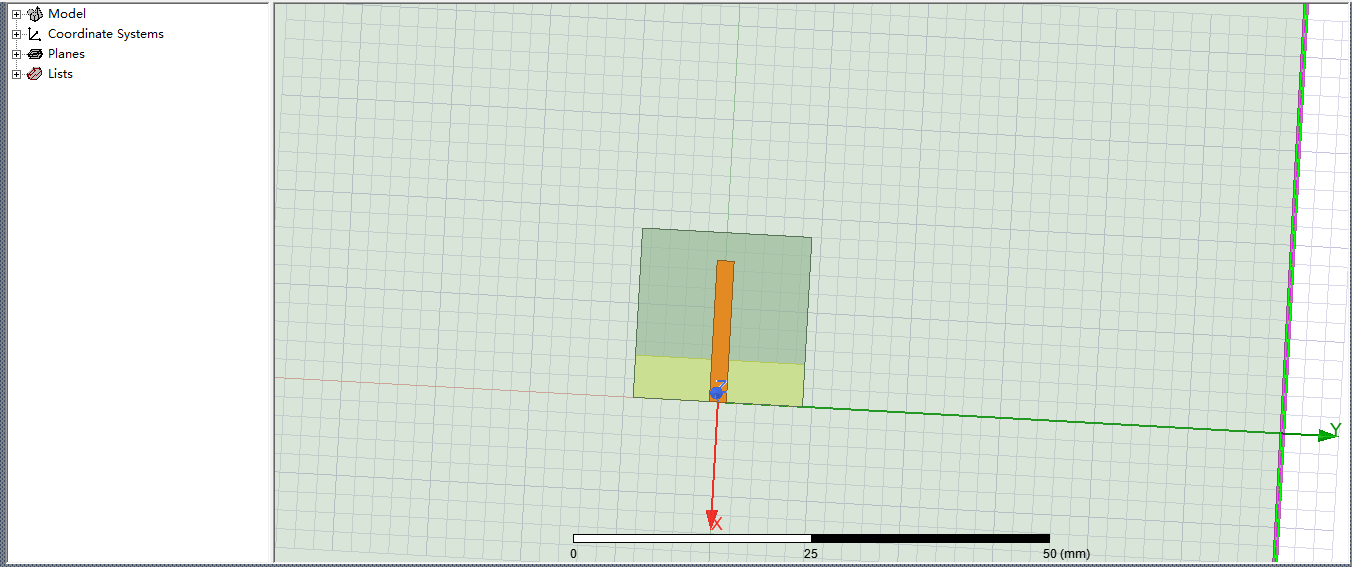 Model
Coordinate Systems
Planes
Lists
Z
Y
X
0 25 50 (mm)